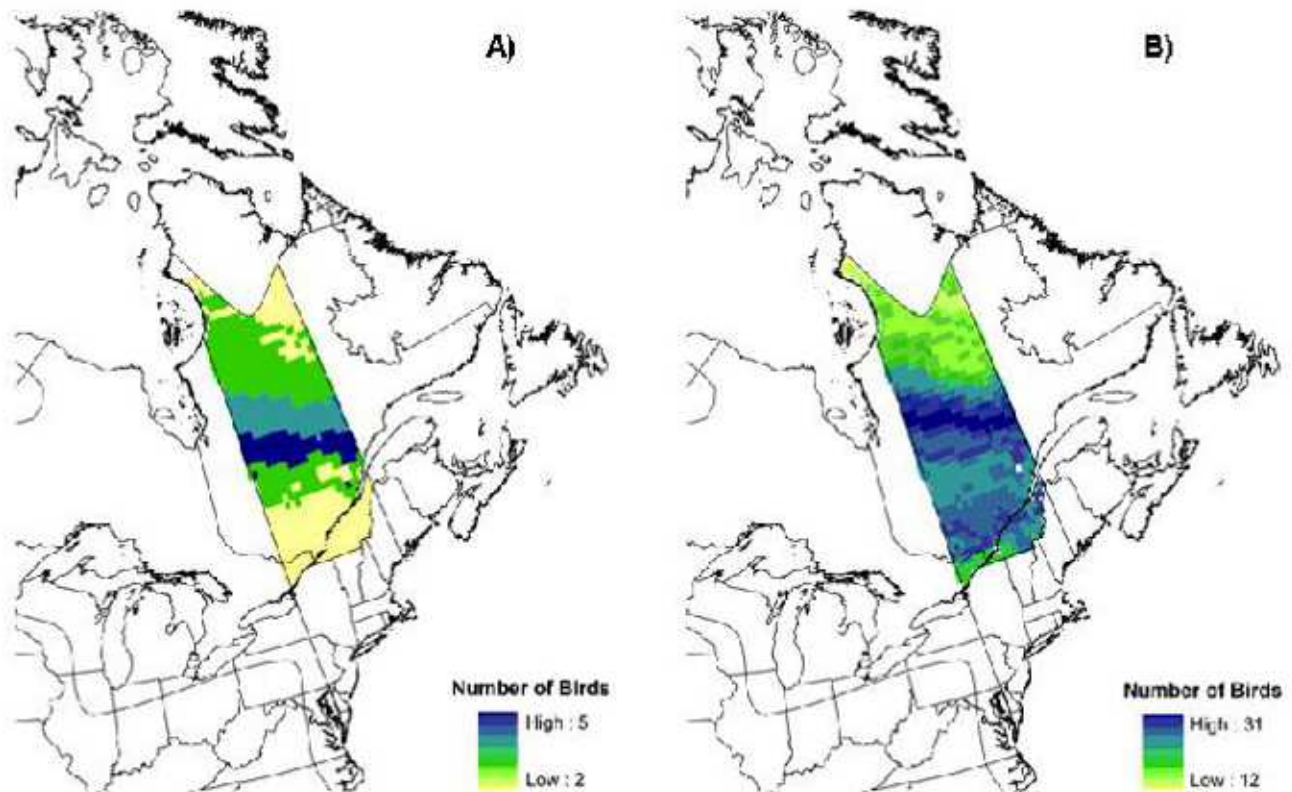 A)
B)
Number of Birds
High : 5
Low : 2
Number of Birds
High : 31
Low : 12